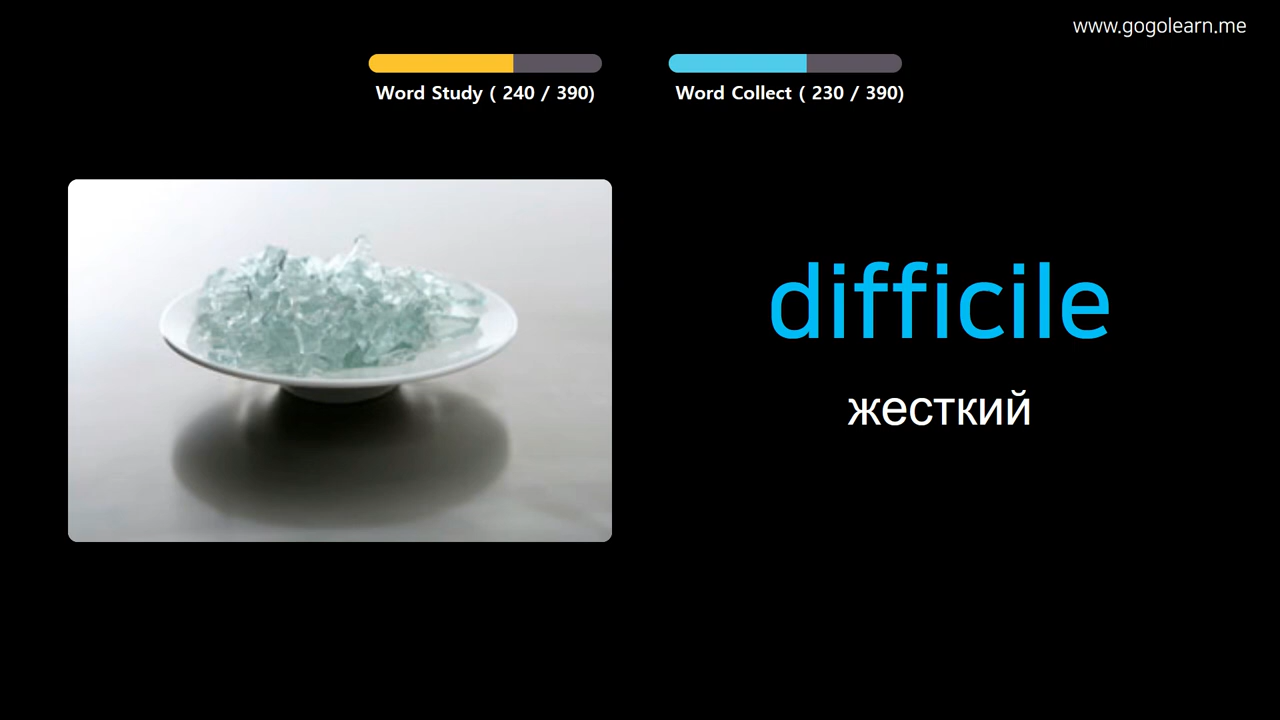 www.gogolearn.me
Word Study ( 240 / 390)
Word Collect ( 230 / 390)
difficile
жесткий